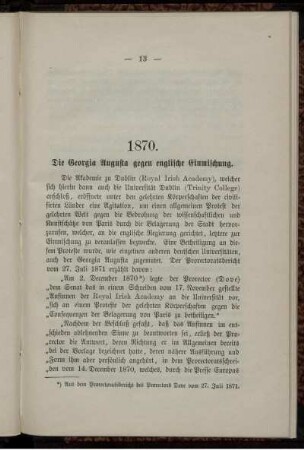 — 13 —
1870.
Die Georgia Augusta gegen englische Einmischung.
Die Akademie zu Dublin (Royal Irish Academy), welcher
sich hierin dann auch die Universität Dublin (Trinity College)
anschloß, eröffnete unter den gelehrten Körperschaften der civili-
sirten Länder eine Agitation, um einen allgemeinen Protest der
gelehrten Welt gegen die Bedrohung der wissenschaftlichen und
Kunstschätze von Paris durch die Belagerung der Stadt hervor-
zurufen, welcher, an die englische Regierung gerichtet, letztere zur
Einmischung zu veranlassen bezweckte. Eine Betheiligung an die-
sem Proteste wurde, wie einzelnen anderen deutschen Universitäten,
auch der Georgia Augusta zugemutet. Der Prorectoratsbericht
vom 27. Juli 1871 erzählt davon:
„Am 3. December 1870*) legte der Prorector (Dove)
„dem Senat das in einem Schreiben vom 17. November gestellte
„Ansinnen der Royal Irish Academy an die Universität vor,
„sich an einem Proteste der gelehrten Körperschaften gegen die
„Consequenzen der Belagerung von Paris zu betheiligen.“
„Nachdem der Beschluß gefaßt, daß das Ansinnen im ent-
„schieden ablehnenden Sinne zu beantworten sei, erließ der Pro-
„rector die Antwort, deren Richtung er im Allgemeinen bereits
„bei der Vorlage bezeichnet hatte, deren nähere Ausführung und
„Form ihm aber angehört, in dem Prorectoratsschrei-
„ben vom 14. December 1870, welches, durch die Presse Europas
*) Aus dem Prorectoratsbericht des Prorectors Dove vom 27. Juli 1871.